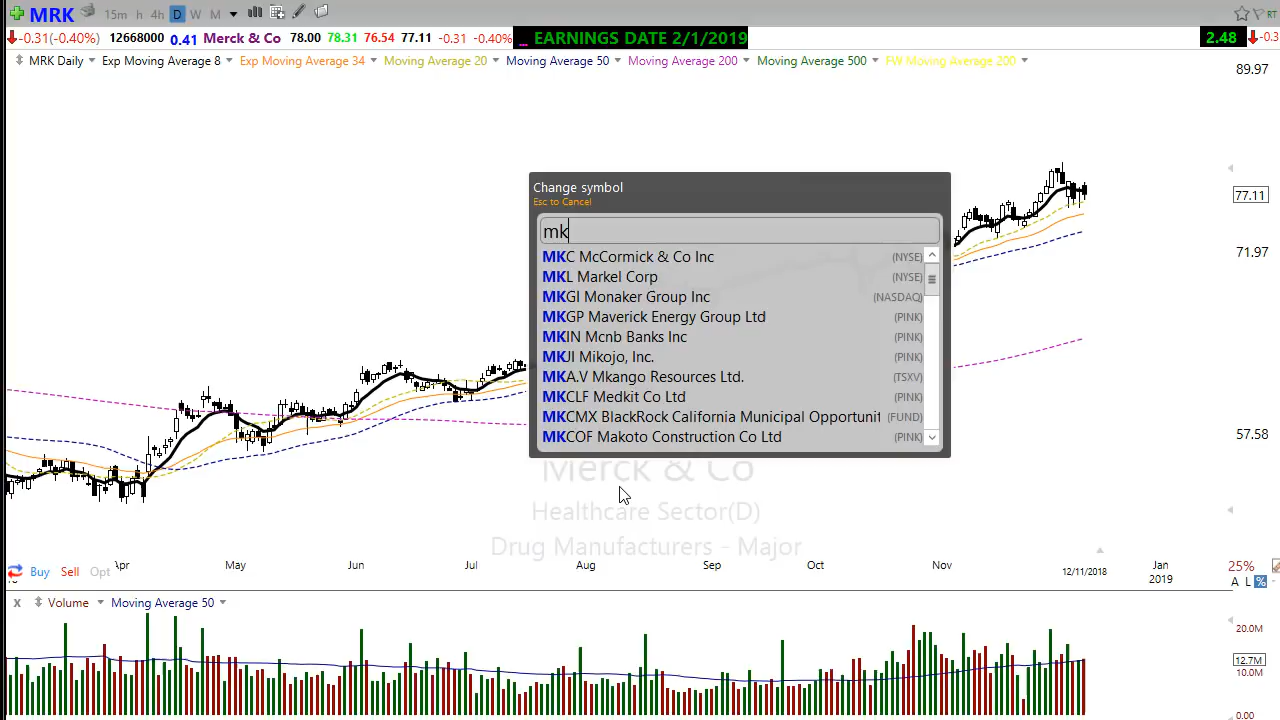 MRK 15m h 4h D W M RT
-0.31(-0.40%) 12668000 0.41 Merck & Co 78.00 78.31 76.54 77.11 -0.31 -0.40% EARNINGS DATE 2/1/2019 2.48 -0.3
MRK Daily Exp Moving Average 8 Exp Moving Average 34 Moving Average 20 Moving Average 50 Moving Average 200 Moving Average 500 FW Moving Average 200
89.97
Change symbol
Esc to Cancel
mk
MKC McCormick & Co Inc (NYSE)
MKL Markel Corp (NYSE)
MKGI Monaker Group Inc (NASDAQ)
MKGP Maverick Energy Group Ltd (PINK)
MKIN Mcnb Banks Inc (PINK)
MKJI Mikojo, Inc. (PINK)
MKA.V Mkango Resources Ltd. (TSXV)
MKCLF Medkit Co Ltd (PINK)
MKCMX BlackRock California Municipal Opportunit (FUND)
MKCOF Makoto Construction Co Ltd (PINK)
77.11
71.97
57.58
Merck & Co
Healthcare Sector(D)
Drug Manufacturers - Major
Buy Sell Opt
Apr May Jun Jul Aug Sep Oct Nov 12/11/2018 Jan
2019
25%
A L %
X Volume Moving Average 50
20.0M
12.7M
10.0M
0.00